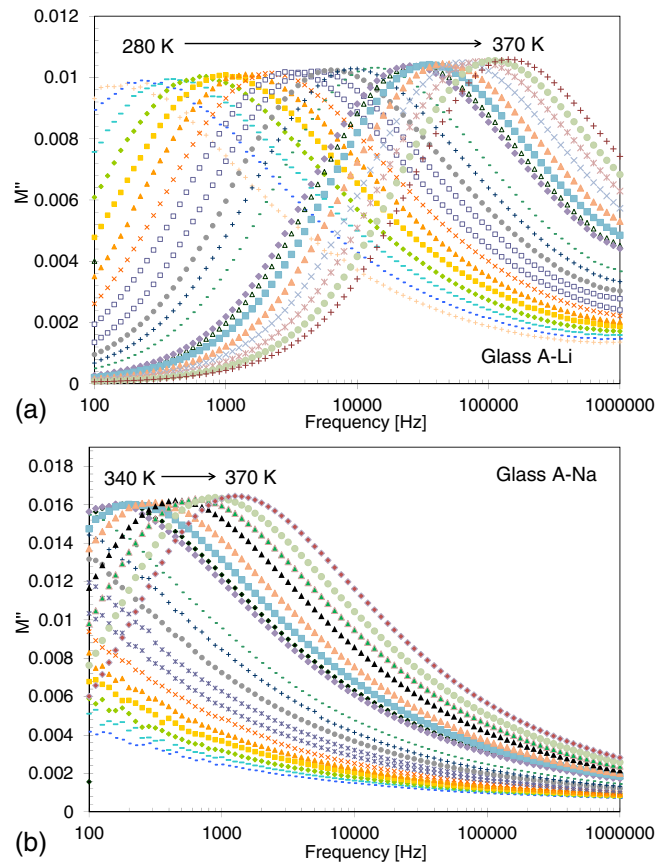 0.012
280 K
370 K
0.01
0.008
M"
0.006
0.004
0.002
Glass A-Li
0
(a)
100
1000
10000
100000
1000000
Frequency [Hz]
0.018
340 K
370 K
Glass A-Na
0.016
0.014
0.012
0.01
M"
0.008
0.006
0.004
0.002
0
(b)
100
1000
10000
100000
1000000
Frequency [Hz]